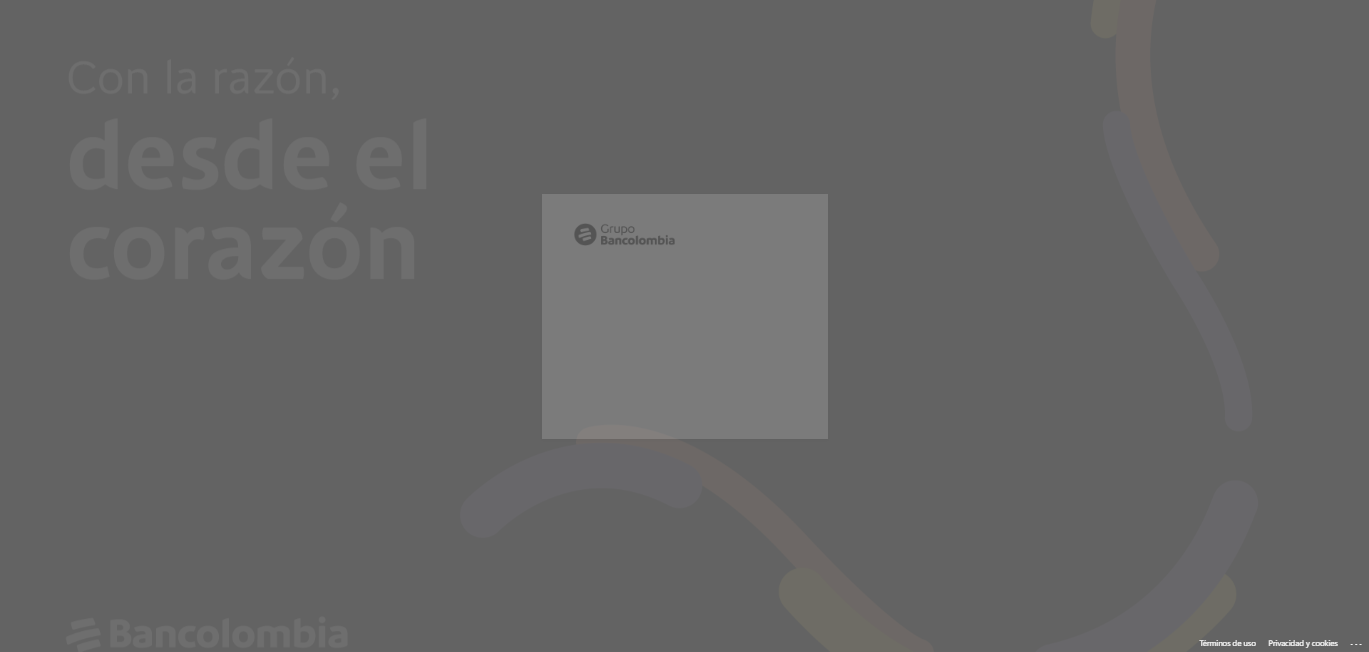 Con la razón,
desde el
corazón
Grupo
Bancolombia
Bancolombia
Términos de uso Privacidad y cookies ...